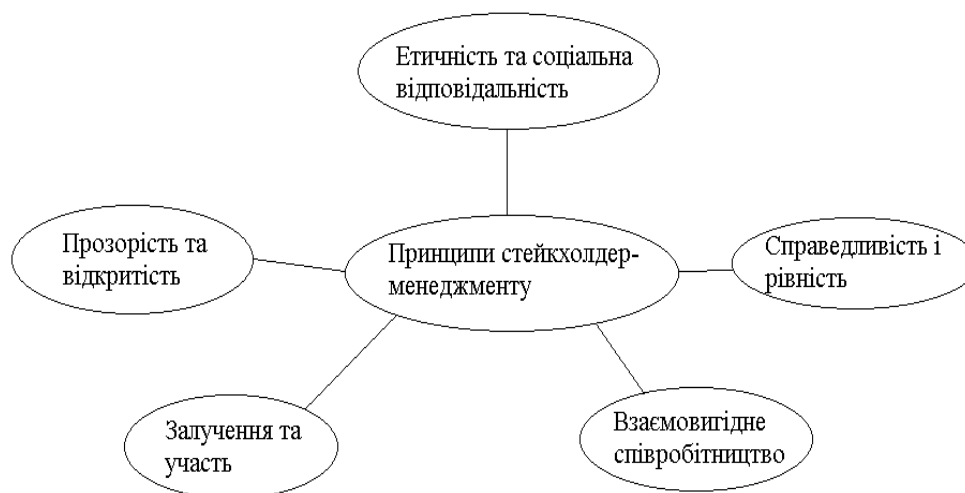 Етичність та соціальна
відповідальність
Прозорість та
відкритість
Принципи стейкхолдер-
менеджменту
Справедливість і
рівність
Залучення та
участь
Взаємовигідне
співробітництво